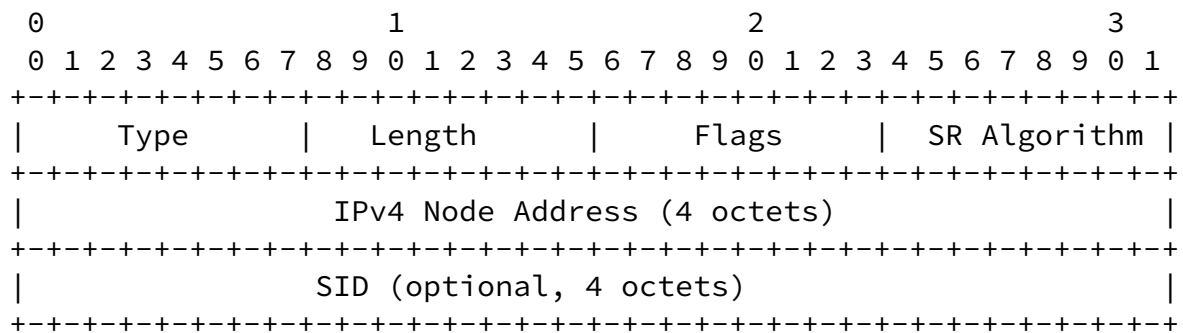 0 1 2 3
0 1 2 3 4 5 6 7 8 9 0 1 2 3 4 5 6 7 8 9 0 1 2 3 4 5 6 7 8 9 0 1
+-+-+-+-+-+-+-+-+-+-+-+-+-+-+-+-+-+-+-+-+-+-+-+-+-+-+-+-+-+-+-+-+
| Type | Length | Flags | SR Algorithm |
+-+-+-+-+-+-+-+-+-+-+-+-+-+-+-+-+-+-+-+-+-+-+-+-+-+-+-+-+-+-+-+-+
| IPv4 Node Address (4 octets) |
+-+-+-+-+-+-+-+-+-+-+-+-+-+-+-+-+-+-+-+-+-+-+-+-+-+-+-+-+-+-+-+-+
| SID (optional, 4 octets) |
+-+-+-+-+-+-+-+-+-+-+-+-+-+-+-+-+-+-+-+-+-+-+-+-+-+-+-+-+-+-+-+-+